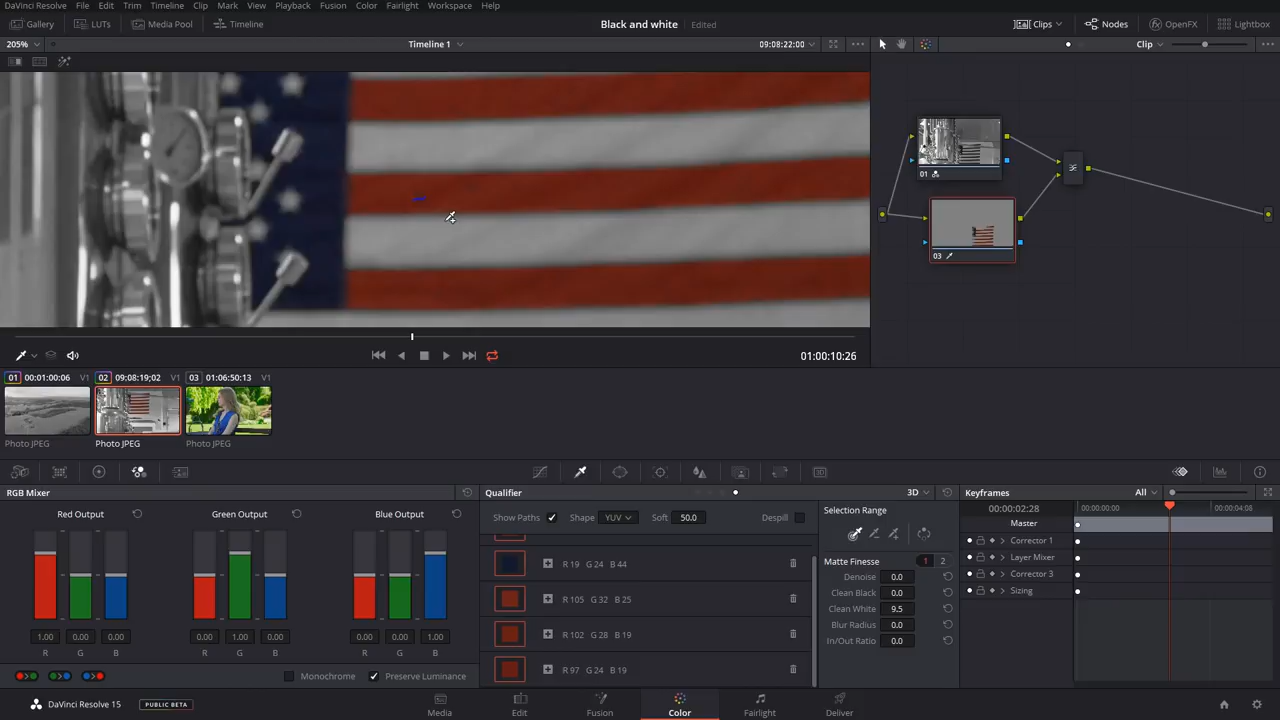 DaVinci Resolve File Edit Trim Timeline Clip Mark View Playback Fusion Color Fairlight Workspace Help
Gallery LUTs Media Pool Timeline Black and white Edited Clips Nodes OpenFX Lightbox
205% Timeline 1 09:08:22:00 Clip
01
03
01:00:10:26
01 00:01:00:06 V1 02 09:08:19;02 V1 03 01:06:50:13 V1
Photo JPEG Photo JPEG Photo JPEG
RGB Mixer Qualifier 3D Keyframes All
Red Output Green Output Blue Output
Show Paths Shape YUV Soft 50.0 Despill
Selection Range
00:00:02:28 00:00:00:00 00:00:04:08
Master
Corrector 1
Layer Mixer
Corrector 3
Sizing
R 19 G 24 B 44
R 105 G 32 B 25
R 102 G 28 B 19
R 97 G 24 B 19
Matte Finesse 1 2
Denoise 0.0
Clean Black 0.0
Clean White 9.5
Blur Radius 0.0
In/Out Ratio 0.0
1.00 0.00 0.00 0.00 1.00 0.00 0.00 0.00 1.00
R G B R G B R G B
Monochrome Preserve Luminance
DaVinci Resolve 15 PUBLIC BETA
Media Edit Fusion Color Fairlight Deliver